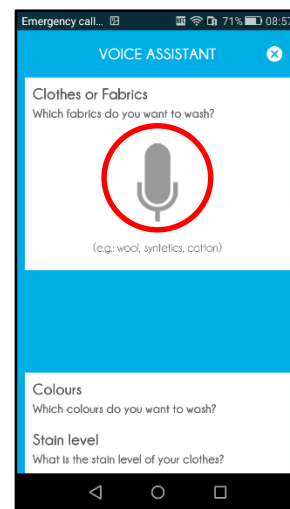 Emergency call... 71% 08:57
VOICE ASSISTANT
Clothes or Fabrics
Which fabrics do you want to wash?
(e.g.: wool, syntetics, cotton)
Colours
Which colours do you want to wash?
Stain level
What is the stain level of your clothes?